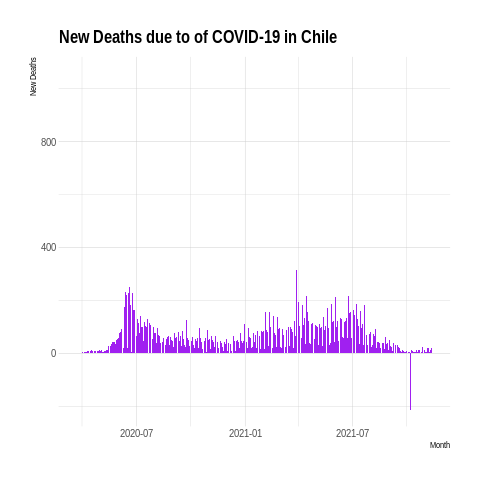 New Deaths due to of COVID-19 in Chile
New Deaths
800
400
0
2020-07 2021-01 2021-07
Month